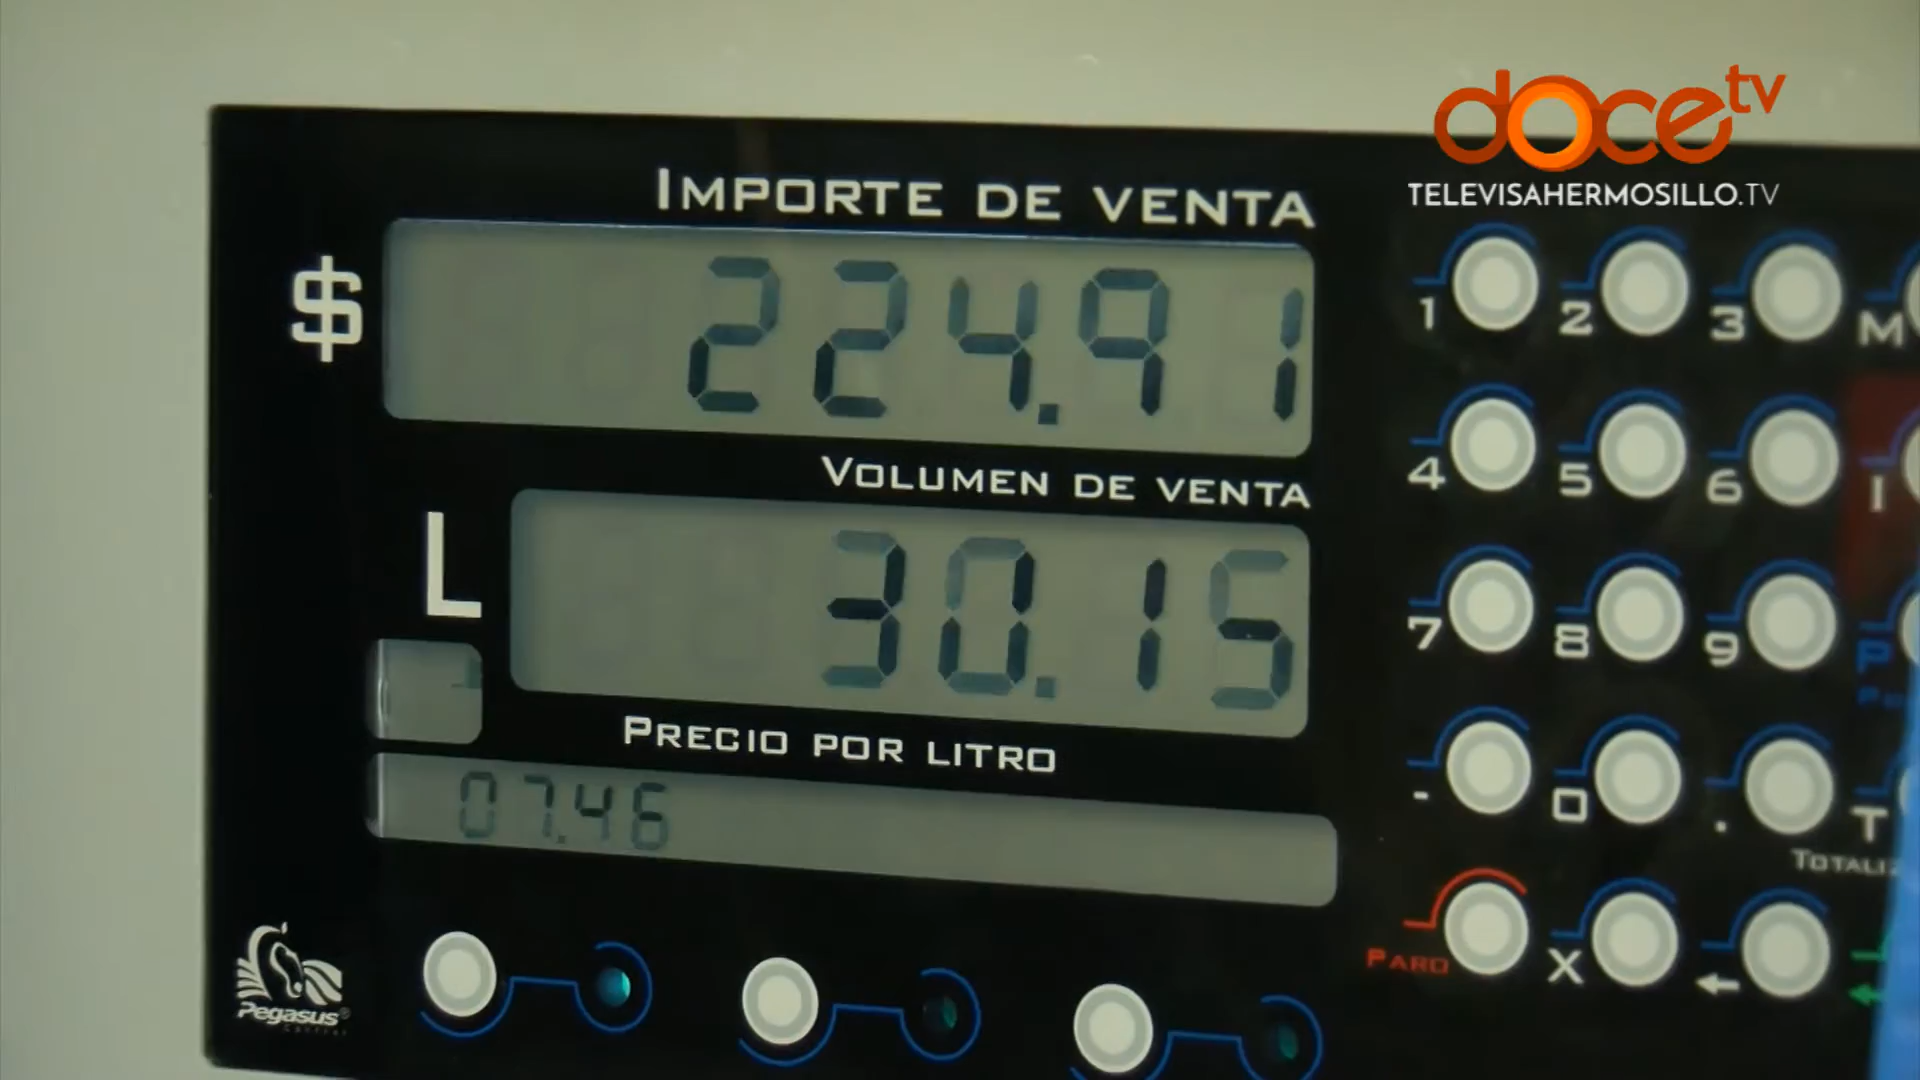 doce tv
TELEVISAHERMOSILLO.TV
IMPORTE DE VENTA
$ 224.91
VOLUMEN DE VENTA
L 30.15
PRECIO POR LITRO
07.46
Pegasus®
1 2 3 M
4 5 6 I
7 8 9 P
- 0 . T
PARO X ←